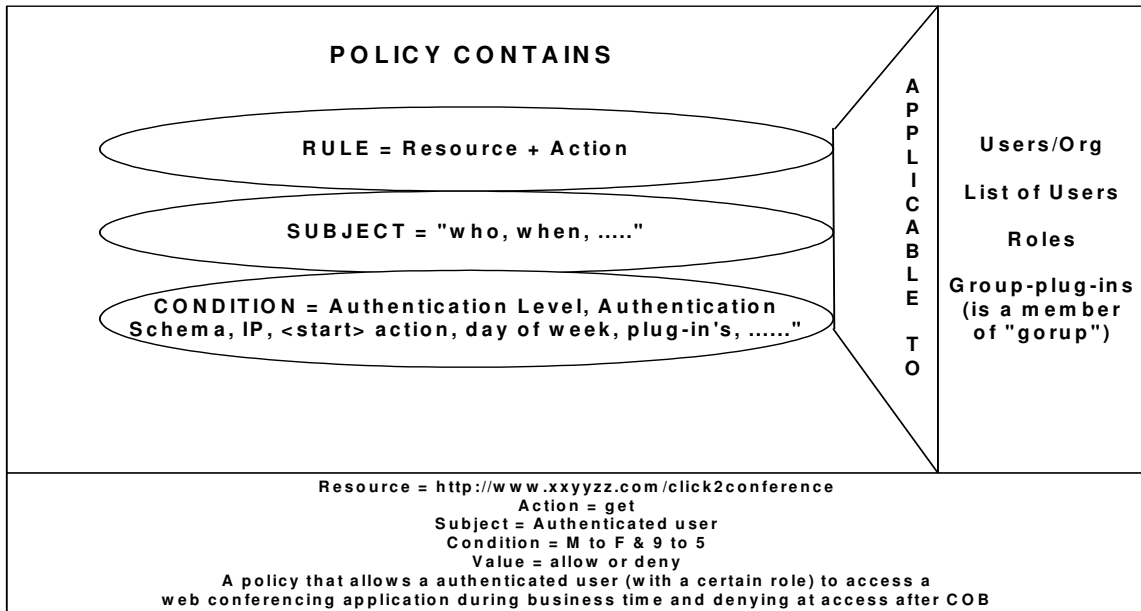 POLICY CONTAINS
RULE = Resource + Action
SUBJECT = "who, when, ....."
CONDITION = Authentication Level, Authentication
Schema, IP, <start> action, day of week, plug-in's, ......"
APPLICABLE TO
Users/Org
List of Users
Roles
Group-plug-ins
(is a member
of "gorup")
Resource = http://www.xxyyzz.com/click2conference
Action = get
Subject = Authenticated user
Condition = M to F & 9 to 5
Value = allow or deny
A policy that allows a authenticated user (with a certain role) to access a
web conferencing application during business time and denying at access after COB